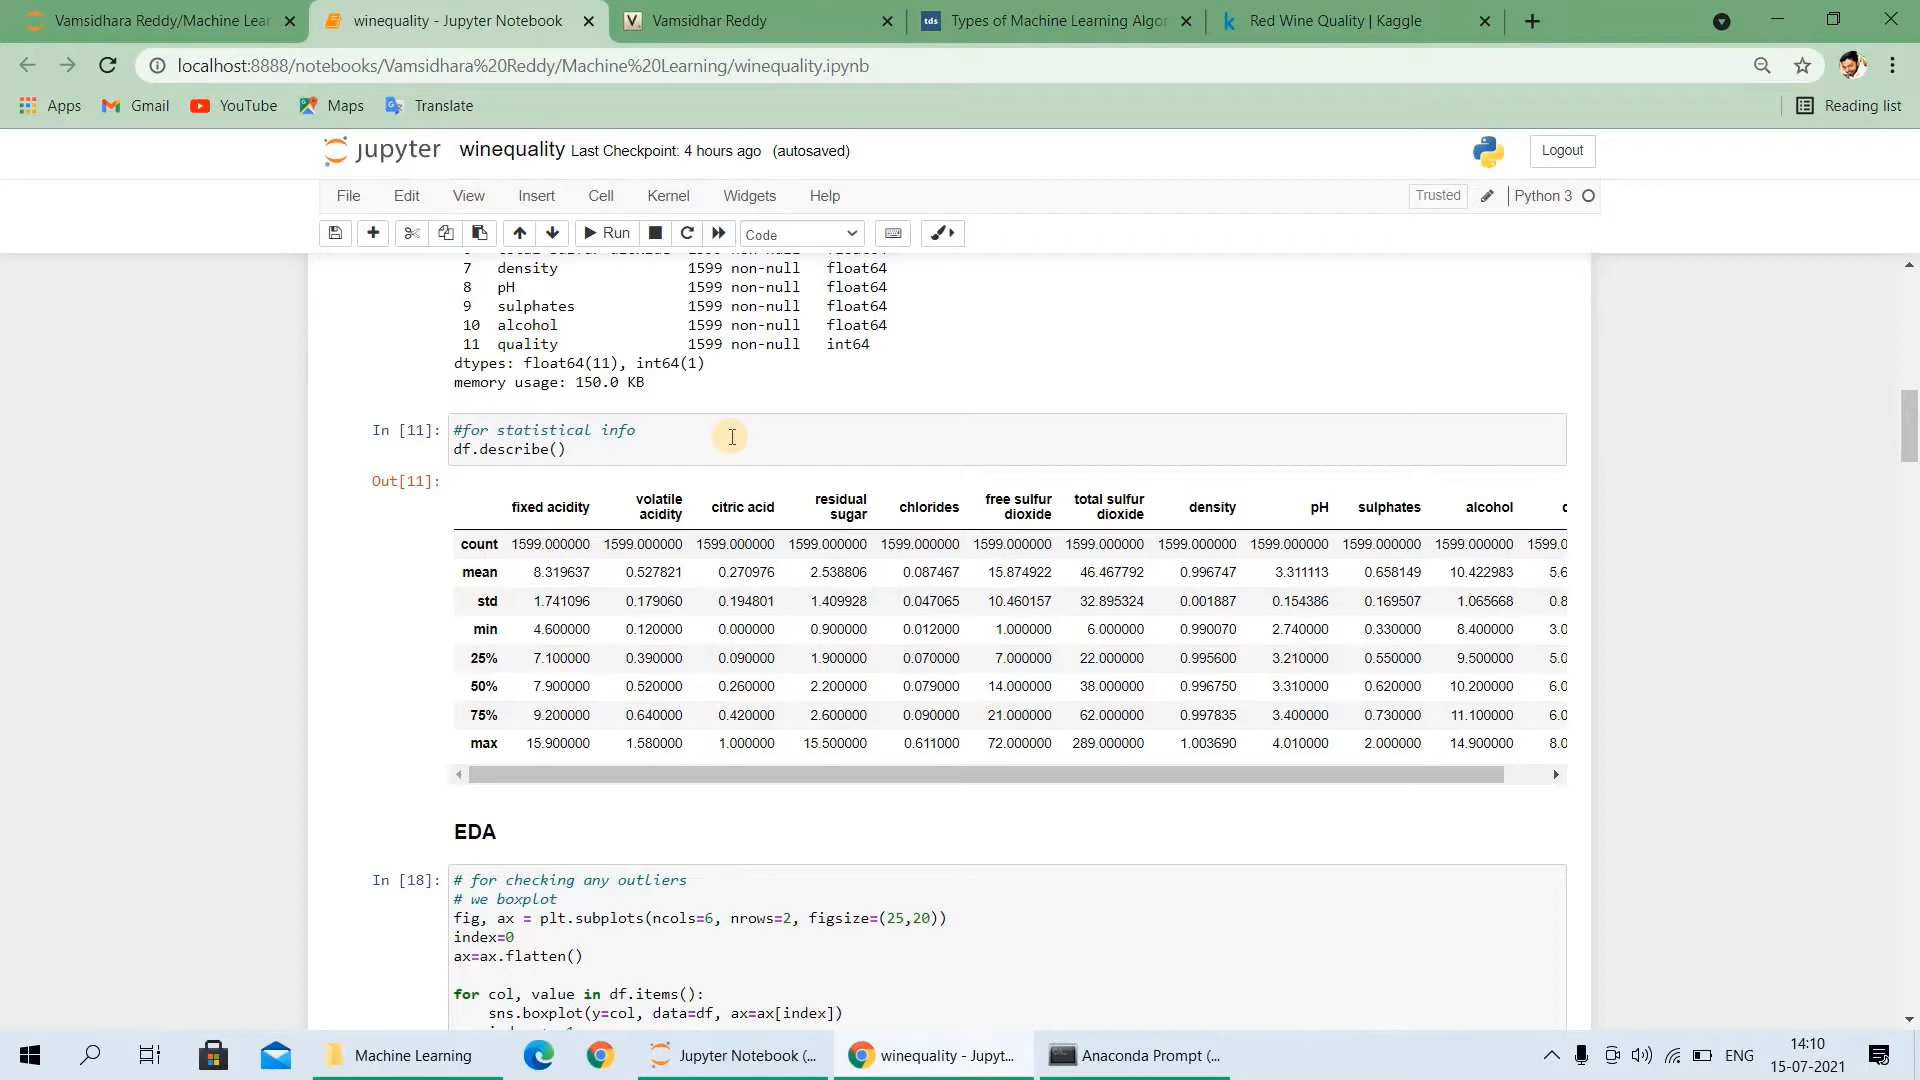 Vamsidhara Reddy/Machine Lear
winequality - Jupyter Notebook
Vamsidhar Reddy
tds Types of Machine Learning Algor
Red Wine Quality | Kaggle
localhost:8888/notebooks/Vamsidhara%20Reddy/Machine%20Learning/winequality.ipynb
Apps Gmail YouTube Maps Translate Reading list
jupyter winequality Last Checkpoint: 4 hours ago (autosaved) Logout
File Edit View Insert Cell Kernel Widgets Help Trusted Python 3
Run Code
7 density 1599 non-null float64
8 pH 1599 non-null float64
9 sulphates 1599 non-null float64
10 alcohol 1599 non-null float64
11 quality 1599 non-null int64
dtypes: float64(11), int64(1)
memory usage: 150.0 KB
In [11]: #for statistical info
df.describe()
Out[11]:
fixed acidity volatile acidity citric acid residual sugar chlorides free sulfur dioxide total sulfur dioxide density pH sulphates alcohol
count 1599.000000 1599.000000 1599.000000 1599.000000 1599.000000 1599.000000 1599.000000 1599.000000 1599.000000 1599.000000 1599.000000 1599.0
mean 8.319637 0.527821 0.270976 2.538806 0.087467 15.874922 46.467792 0.996747 3.311113 0.658149 10.422983 5.6
std 1.741096 0.179060 0.194801 1.409928 0.047065 10.460157 32.895324 0.001887 0.154386 0.169507 1.065668 0.8
min 4.600000 0.120000 0.000000 0.900000 0.012000 1.000000 6.000000 0.990070 2.740000 0.330000 8.400000 3.0
25% 7.100000 0.390000 0.090000 1.900000 0.070000 7.000000 22.000000 0.995600 3.210000 0.550000 9.500000 5.0
50% 7.900000 0.520000 0.260000 2.200000 0.079000 14.000000 38.000000 0.996750 3.310000 0.620000 10.200000 6.0
75% 9.200000 0.640000 0.420000 2.600000 0.090000 21.000000 62.000000 0.997835 3.400000 0.730000 11.100000 6.0
max 15.900000 1.580000 1.000000 15.500000 0.611000 72.000000 289.000000 1.003690 4.010000 2.000000 14.900000 8.0
EDA
In [18]: # for checking any outliers
# we boxplot
fig, ax = plt.subplots(ncols=6, nrows=2, figsize=(25,20))
index=0
ax=ax.flatten()
for col, value in df.items():
sns.boxplot(y=col, data=df, ax=ax[index])
Machine Learning
Jupyter Notebook (...
winequality - Jupyt...
Anaconda Prompt (...
ENG
14:10
15-07-2021